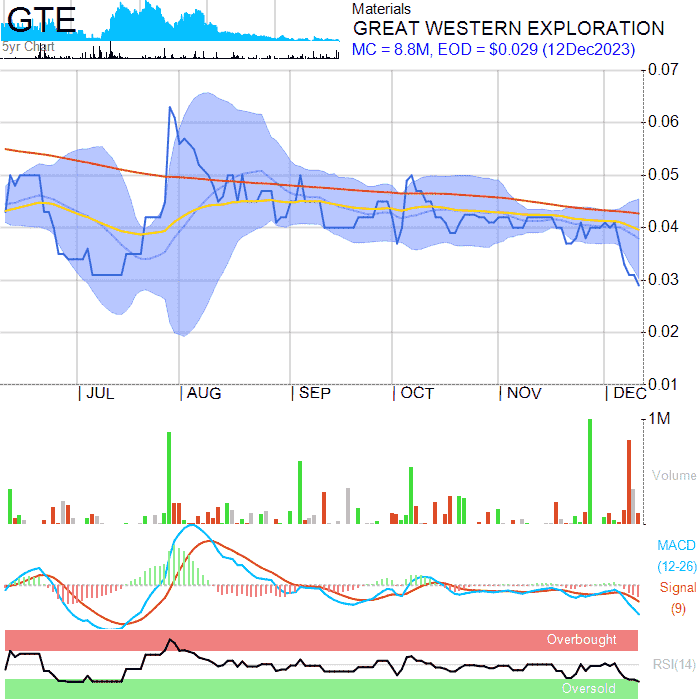 GTE
5yr Chart
Materials
GREAT WESTERN EXPLORATION
MC = 8.8M, EOD = $0.029 (12Dec2023)
0.07
0.06
0.05
0.04
0.03
0.02
0.01
| JUL | AUG | SEP | OCT | NOV | DEC
1M
Volume
MACD
(12-26)
Signal
(9)
Overbought
RSI(14)
Oversold